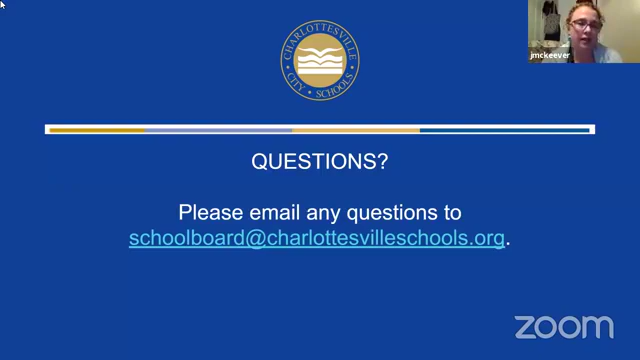 CHARLOTTESVILLE
CITY • SCHOOLS
jmckeever
QUESTIONS?
Please email any questions to
schoolboard@charlottesvilleschools.org.
zoom